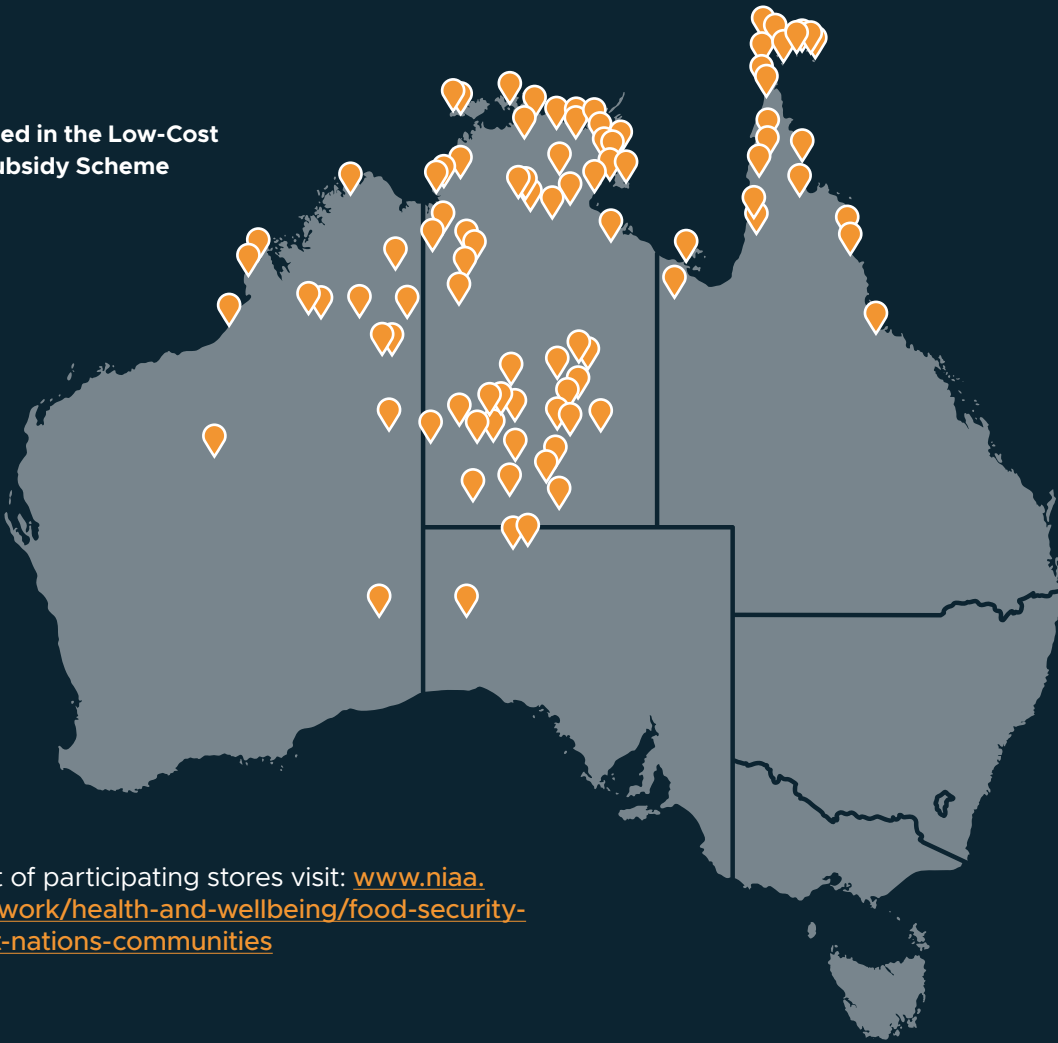 ed in the Low-Cost
ubsidy Scheme
t of participating stores visit: www.niaa.
work/health-and-wellbeing/food-security-
t-nations-communities